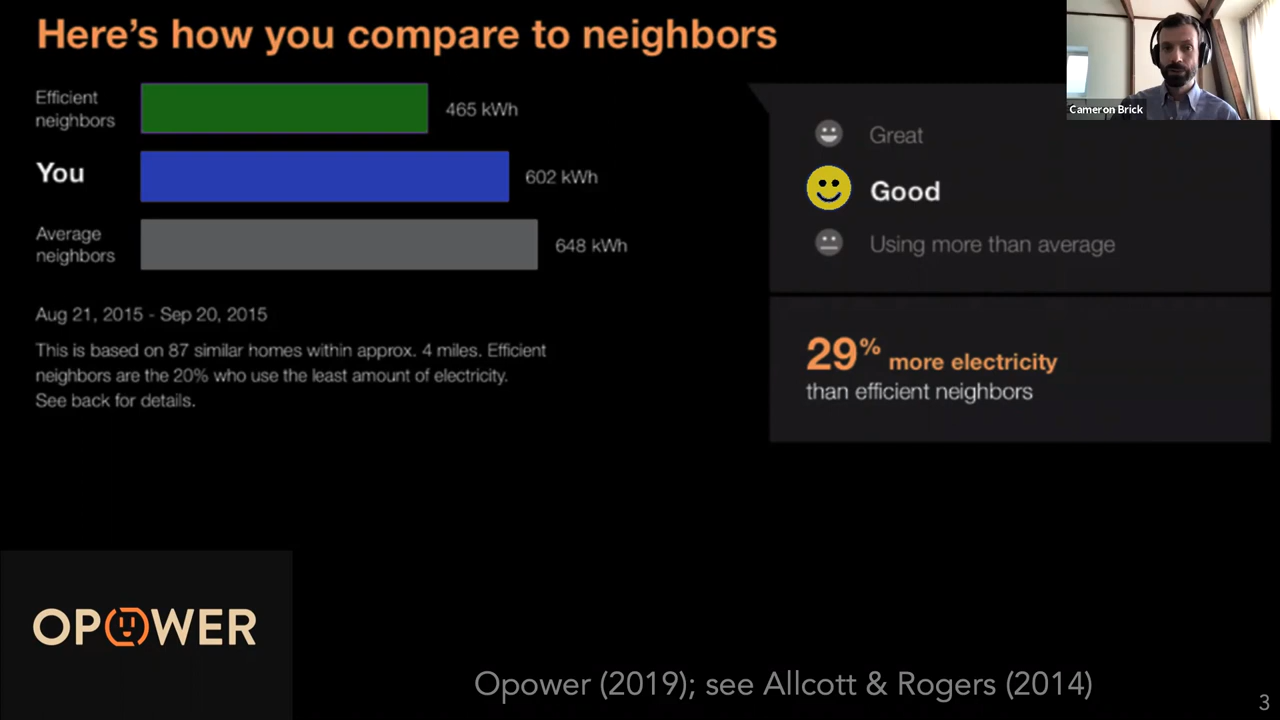 Here's how you compare to neighbors
Cameron Brick
Efficient
neighbors
465 kWh
You
602 kWh
Average
neighbors
648 kWh
Great
Good
Using more than average
Aug 21, 2015 - Sep 20, 2015
This is based on 87 similar homes within approx. 4 miles. Efficient
neighbors are the 20% who use the least amount of electricity.
See back for details.
29% more electricity
than efficient neighbors
OPOWER
Opower (2019); see Allcott & Rogers (2014)
3